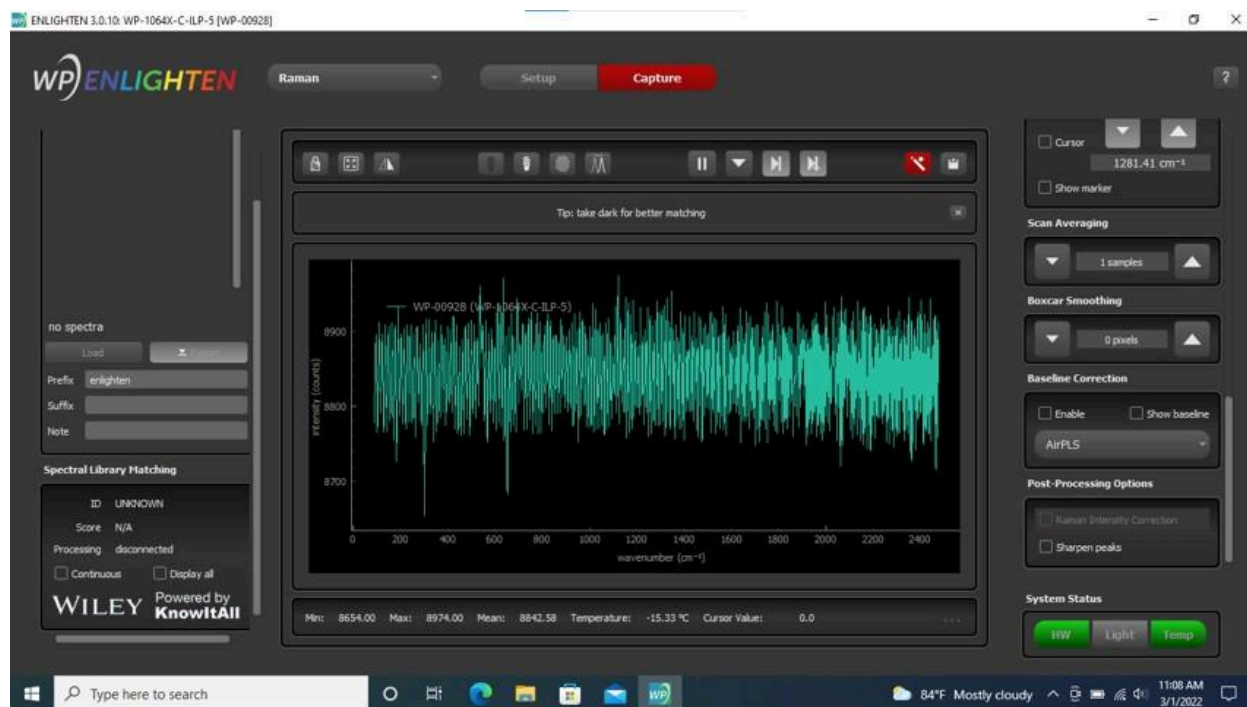 ENLIGHTEN 3.0.10: WP-1064X-C-ILP-5 [WP-00928]
WP ENLIGHTEN
Raman
Setup
Capture
?
Tip: take dark for better matching
WP-00928 (WP-1064X-C-ILP-5)
8900
8800
8700
intensity (counts)
0 200 400 600 800 1000 1200 1400 1600 1800 2000 2200 2400
wavenumber (cm⁻¹)
Min: 8654.00 Max: 8974.00 Mean: 8842.58 Temperature: -15.33 ºC Cursor Value: 0.0 ...
no spectra
Load
Export
Prefix enlighten
Suffix
Note
Spectral Library Matching
ID UNKNOWN
Score N/A
Processing disconnected
Continuous Display all
WILEY Powered by
KnowItAll
Cursor
1281.41 cm⁻¹
Show marker
Scan Averaging
1 samples
Boxcar Smoothing
0 pixels
Baseline Correction
Enable Show baseline
AirPLS
Post-Processing Options
Raman Intensity Correction
Sharpen peaks
System Status
HW Light Temp
Type here to search
WP
84°F Mostly cloudy
11:08 AM
3/1/2022